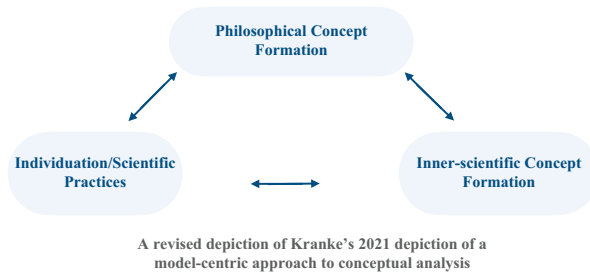 Philosophical Concept
Formation
Individuation/Scientific
Practices
Inner-scientific Concept
Formation
A revised depiction of Kranke's 2021 depiction of a
model-centric approach to conceptual analysis